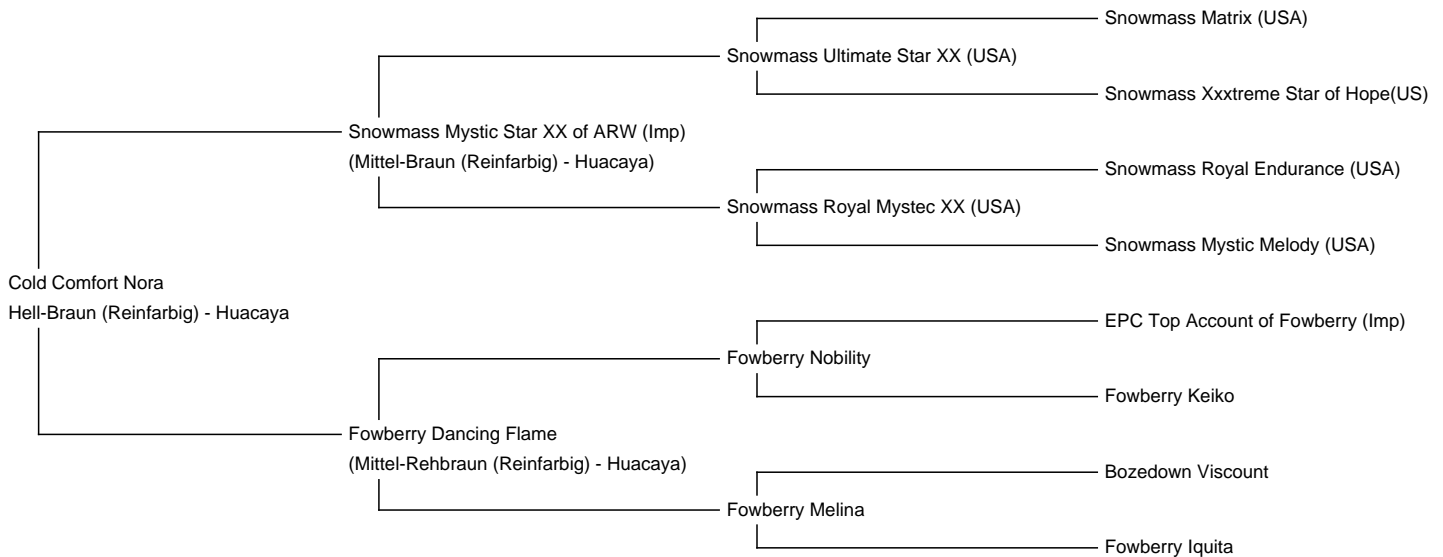 Snowmass Matrix (USA)
Snowmass Ultimate Star XX (USA)
Snowmass Xxxtreme Star of Hope(US)
Snowmass Mystic Star XX of ARW (Imp)
(Mittel-Braun (Reinfarbig) - Huacaya)
Snowmass Royal Endurance (USA)
Snowmass Royal Mystec XX (USA)
Snowmass Mystic Melody (USA)
Cold Comfort Nora
Hell-Braun (Reinfarbig) - Huacaya
EPC Top Account of Fowberry (Imp)
Fowberry Nobility
Fowberry Keiko
Fowberry Dancing Flame
(Mittel-Rehbraun (Reinfarbig) - Huacaya)
Bozedown Viscount
Fowberry Melina
Fowberry Iquita